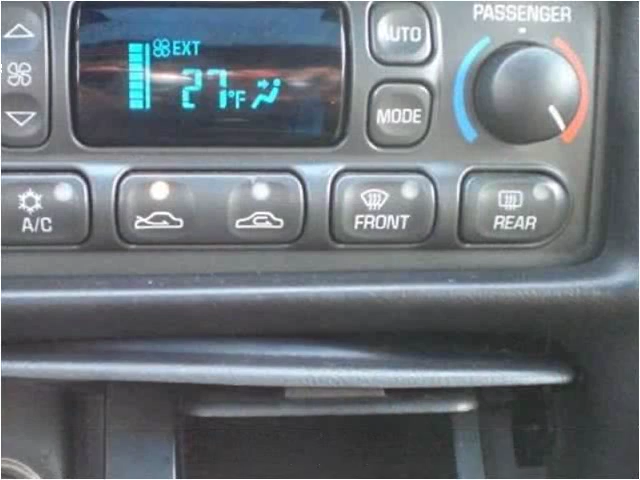 PASSENGER
EXT
AUTO
27°F
MODE
A/C
FRONT
REAR